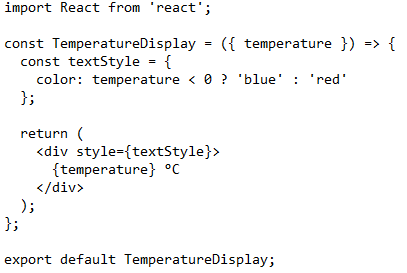 import React from 'react';

const TemperatureDisplay = ({ temperature }) => {
  const textStyle = {
    color: temperature < 0 ? 'blue' : 'red'
  };

  return (
    <div style={textStyle}>
      {temperature} °C
    </div>
  );
};

export default TemperatureDisplay;